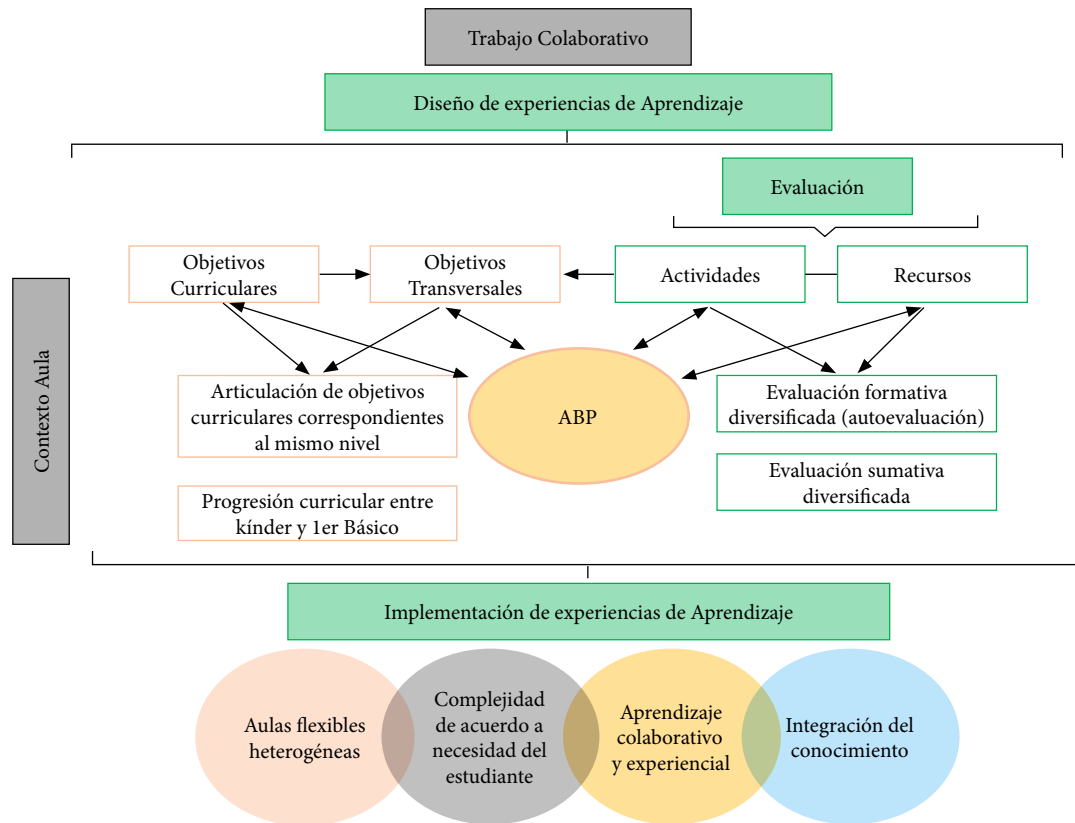 Trabajo Colaborativo
Diseño de experiencias de Aprendizaje
Evaluación
Objetivos
Curriculares
Objetivos
Transversales
Actividades
Recursos
Contexto Aula
Articulación de objetivos
curriculares correspondientes
al mismo nivel
ABP
Evaluación formativa
diversificada (autoevaluación)
Progresión curricular entre
kínder y 1er Básico
Evaluación sumativa
diversificada
Implementación de experiencias de Aprendizaje
Aulas flexibles
heterogéneas
Complejidad
de acuerdo a
necesidad del
estudiante
Aprendizaje
colaborativo
y experiencial
Integración del
conocimiento